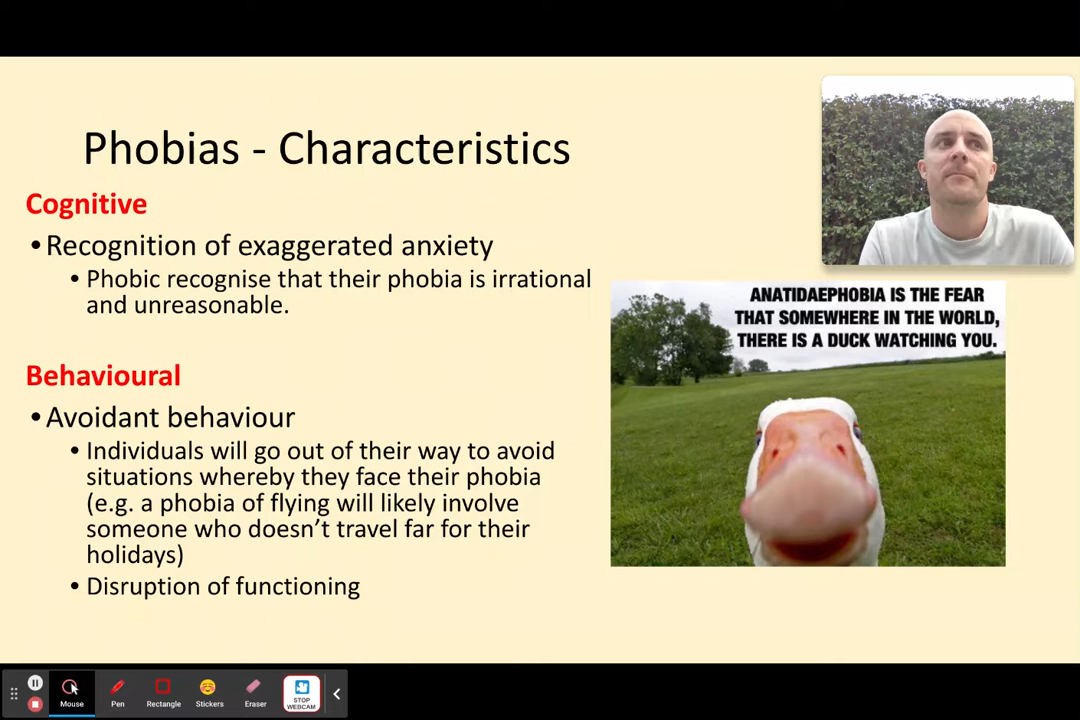 Phobias - Characteristics
Cognitive
•Recognition of exaggerated anxiety
• Phobic recognise that their phobia is irrational
and unreasonable.
Behavioural
•Avoidant behaviour
• Individuals will go out of their way to avoid
situations whereby they face their phobia
(e.g. a phobia of flying will likely involve
someone who doesn’t travel far for their
holidays)
• Disruption of functioning
ANATIDAEPHOBIA IS THE FEAR
THAT SOMEWHERE IN THE WORLD,
THERE IS A DUCK WATCHING YOU.
Mouse
Pen
Rectangle
Stickers
Eraser
STOP
WEBCAM